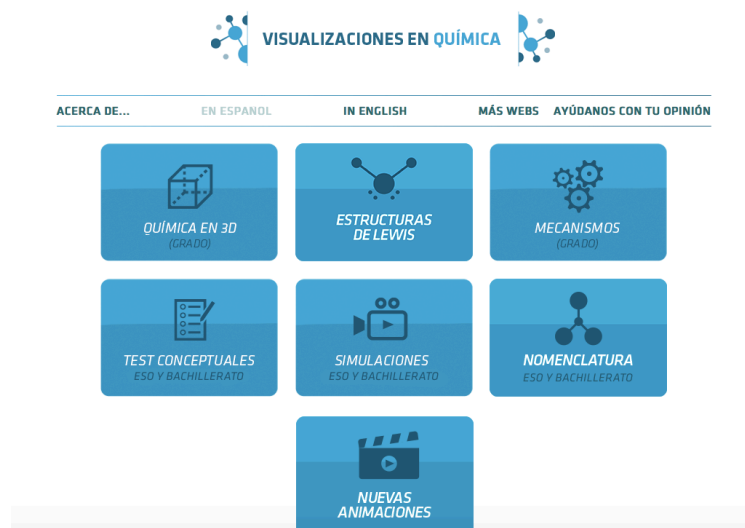 VISUALIZACIONES EN QUÍMICA
ACERCA DE... EN ESPANOL IN ENGLISH MÁS WEBS AYÚDANOS CON TU OPINIÓN
QUÍMICA EN 3D
(GRADO)
ESTRUCTURAS
DE LEWIS
MECANISMOS
(GRADO)
TEST CONCEPTUALES
ESO Y BACHILLERATO
SIMULACIONES
ESO Y BACHILLERATO
NOMENCLATURA
ESO Y BACHILLERATO
NUEVAS
ANIMACIONES